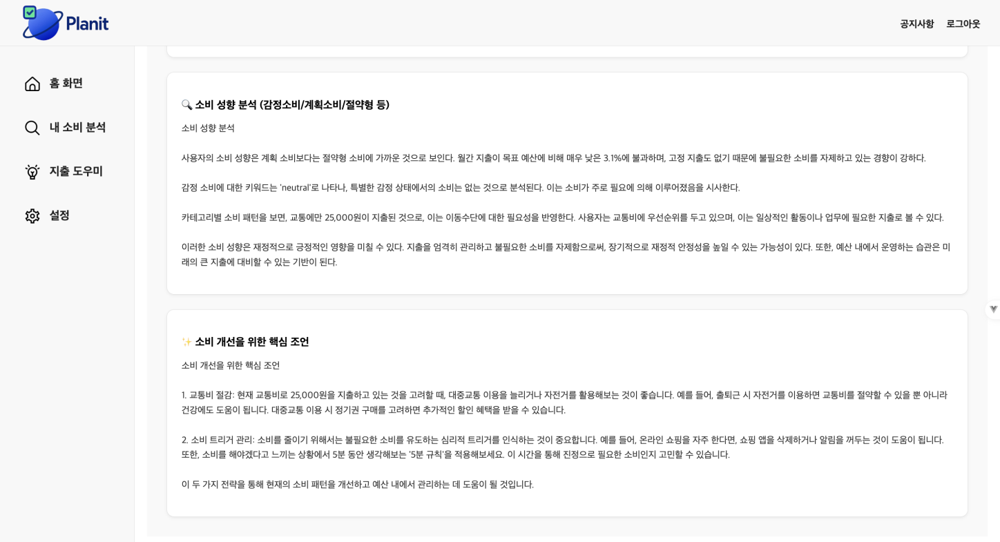 Planit
공지사항 로그아웃
홈 화면
내 소비 분석
지출 도우미
설정
소비 성향 분석 (감정소비/계획소비/절약형 등)
소비 성향 분석
사용자의 소비 성향은 계획 소비보다는 절약형 소비에 가까운 것으로 보인다. 월간 지출이 목표 예산에 비해 매우 낮은 3.1%에 불과하며, 고정 지출도 없기 때문에 불필요한 소비를 자제하고 있는 경향이 강하다.
감정 소비에 대한 키워드는 'neutral'로 나타나, 특별한 감정 상태에서의 소비는 없는 것으로 분석된다. 이는 소비가 주로 필요에 의해 이루어졌음을 시사한다.
카테고리별 소비 패턴을 보면, 교통에만 25,000원이 지출된 것으로, 이는 이동수단에 대한 필요성을 반영한다. 사용자는 교통비에 우선순위를 두고 있으며, 이는 일상적인 활동이나 업무에 필요한 지출로 볼 수 있다.
이러한 소비 성향은 재정적으로 긍정적인 영향을 미칠 수 있다. 지출을 엄격히 관리하고 불필요한 소비를 자제함으로써, 장기적으로 재정적 안정성을 높일 수 있는 가능성이 있다. 또한, 예산 내에서 운영하는 습관은 미
래의 큰 지출에 대비할 수 있는 기반이 된다.
소비 개선을 위한 핵심 조언
소비 개선을 위한 핵심 조언
1. 교통비 절감: 현재 교통비로 25,000원을 지출하고 있는 것을 고려할 때, 대중교통 이용을 늘리거나 자전거를 활용해보는 것이 좋습니다. 예를 들어, 출퇴근 시 자전거를 이용하면 교통비를 절약할 수 있을 뿐 아니라
건강에도 도움이 됩니다. 대중교통 이용 시 정기권 구매를 고려하면 추가적인 할인 혜택을 받을 수 있습니다.
2. 소비 트리거 관리: 소비를 줄이기 위해서는 불필요한 소비를 유도하는 심리적 트리거를 인식하는 것이 중요합니다. 예를 들어, 온라인 쇼핑을 자주 한다면, 쇼핑 앱을 삭제하거나 알림을 꺼두는 것이 도움이 됩니다.
또한, 소비를 해야겠다고 느끼는 상황에서 5분 동안 생각해보는 '5분 규칙'을 적용해보세요. 이 시간을 통해 진정으로 필요한 소비인지 고민할 수 있습니다.
이 두 가지 전략을 통해 현재의 소비 패턴을 개선하고 예산 내에서 관리하는 데 도움이 될 것입니다.